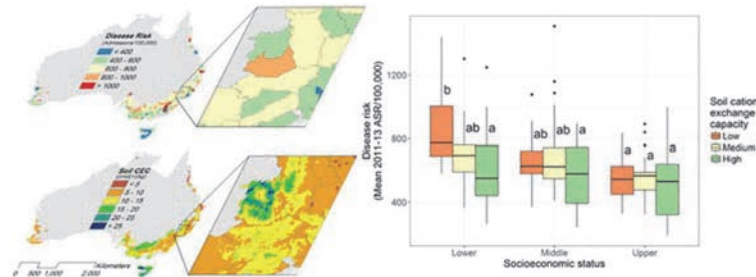 Disease Risk
(Admissions/100,000)
< 400
400 - 600
600 - 800
800 - 1000
> 1000
Soil CEC
< 5
5 - 10
10 - 15
15 - 20
20 - 25
> 25
Kilometers
0 500 1,000 2,000
Disease risk
(Mean 2011-13 ASR/100,000)
1200
800
400
b
ab
ab
ab
ab
a
a
a
a
Lower
Middle
Upper
Socioeconomic status
Soil cation
exchange
capacity
Low
Medium
High